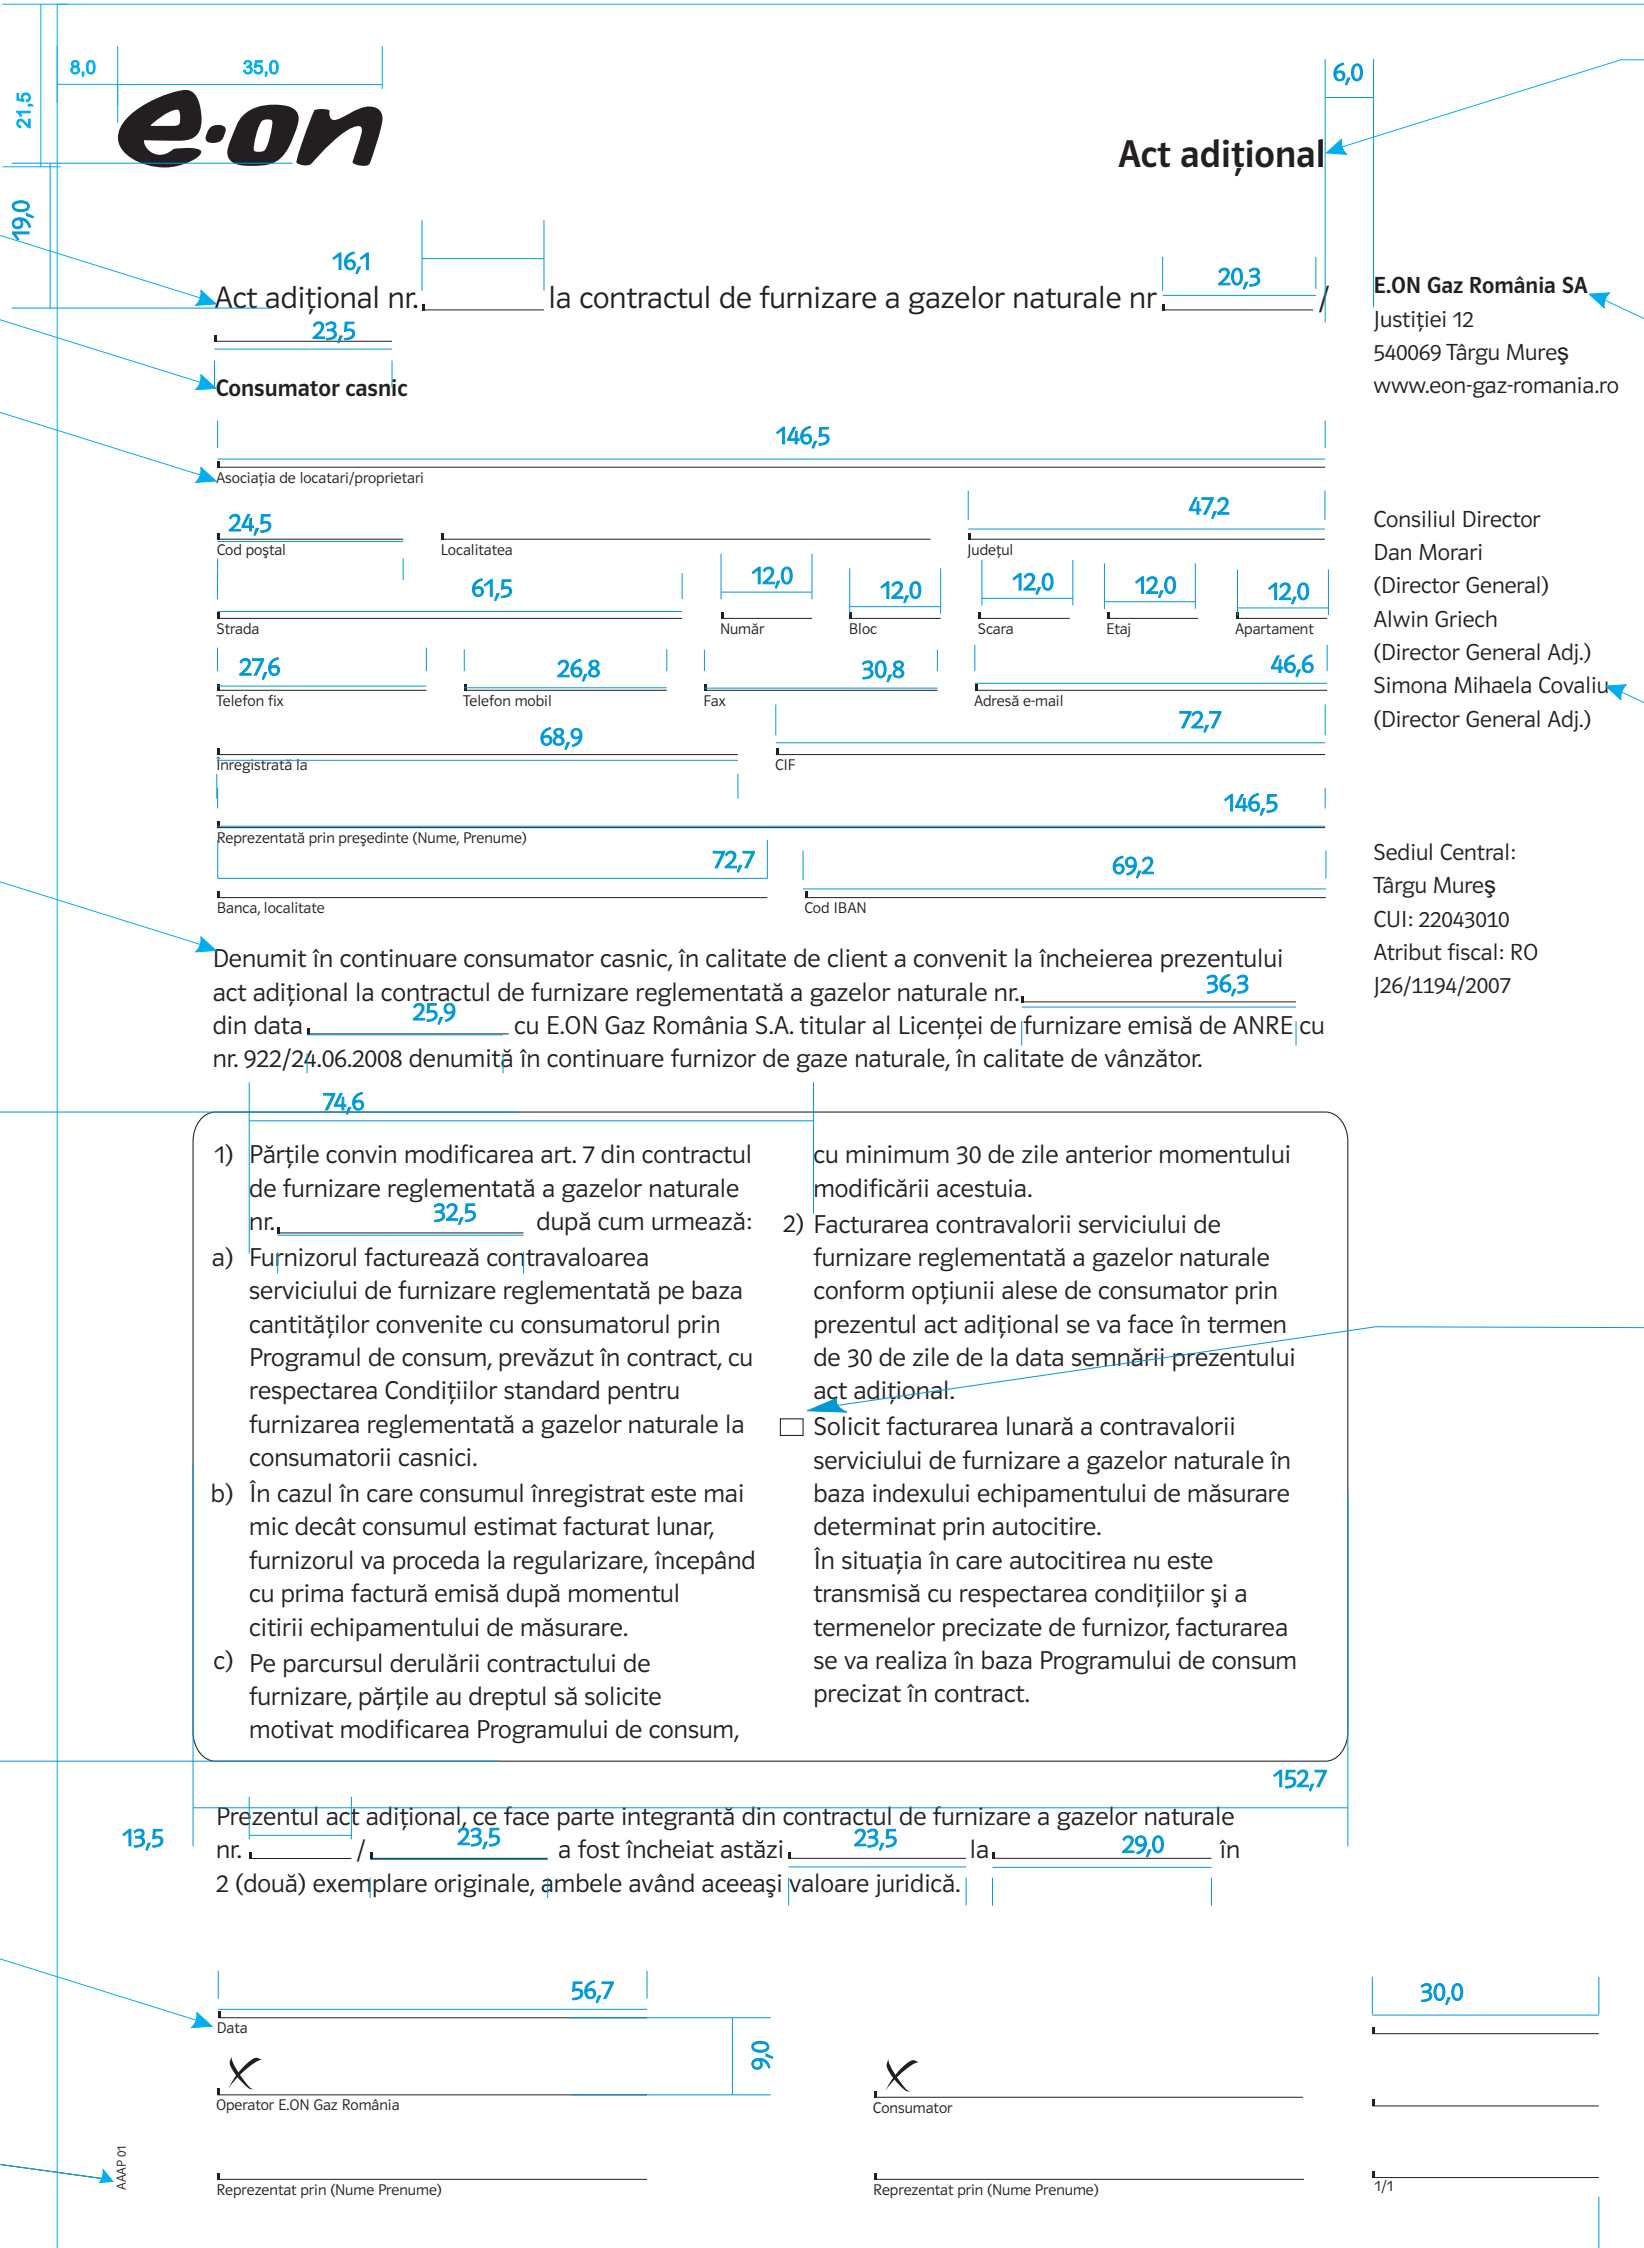 8,0
35,0
6,0
21,5
e·on
Act adițional
19,0
16,1
20,3
Act adițional nr. la contractul de furnizare a gazelor naturale nr /
23,5
Consumator casnic
146,5
Asociația de locatari/proprietari
24,5
47,2
Cod poştal Localitatea Județul
61,5 12,0 12,0 12,0 12,0 12,0
Strada Număr Bloc Scara Etaj Apartament
27,6 26,8 30,8 46,6
Telefon fix Telefon mobil Fax Adresă e-mail
68,9 72,7
Înregistrată la CIF
146,5
Reprezentată prin preşedinte (Nume, Prenume)
72,7 69,2
Banca, localitate Cod IBAN
E.ON Gaz România SA
Justiției 12
540069 Târgu Mureş
www.eon-gaz-romania.ro
Consiliul Director
Dan Morari
(Director General)
Alwin Griech
(Director General Adj.)
Simona Mihaela Covaliu
(Director General Adj.)
Sediul Central:
Târgu Mureş
CUI: 22043010
Atribut fiscal: RO
J26/1194/2007
Denumit în continuare consumator casnic, în calitate de client a convenit la încheierea prezentului
act adițional la contractul de furnizare reglementată a gazelor naturale nr. 36,3
din data 25,9 cu E.ON Gaz România S.A. titular al Licenței de furnizare emisă de ANRE cu
nr. 922/24.06.2008 denumită în continuare furnizor de gaze naturale, în calitate de vânzător.
74,6
1) Părțile convin modificarea art. 7 din contractul
de furnizare reglementată a gazelor naturale
nr. 32,5 după cum urmează:
a) Furnizorul facturează contravaloarea
serviciului de furnizare reglementată pe baza
cantităților convenite cu consumatorul prin
Programul de consum, prevăzut în contract, cu
respectarea Condițiilor standard pentru
furnizarea reglementată a gazelor naturale la
consumatorii casnici.
b) În cazul în care consumul înregistrat este mai
mic decât consumul estimat facturat lunar,
furnizorul va proceda la regularizare, începând
cu prima factură emisă după momentul
citirii echipamentului de măsurare.
c) Pe parcursul derulării contractului de
furnizare, părțile au dreptul să solicite
motivat modificarea Programului de consum,
cu minimum 30 de zile anterior momentului
modificării acestuia.
2) Facturarea contravalorii serviciului de
furnizare reglementată a gazelor naturale
conform opțiunii alese de consumator prin
prezentul act adițional se va face în termen
de 30 de zile de la data semnării prezentului
act adițional.
Solicit facturarea lunară a contravalorii
serviciului de furnizare a gazelor naturale în
baza indexului echipamentului de măsurare
determinat prin autocitire.
În situația în care autocitirea nu este
transmisă cu respectarea condițiilor şi a
termenelor precizate de furnizor, facturarea
se va realiza în baza Programului de consum
precizat în contract.
152,7
Prezentul act adițional, ce face parte integrantă din contractul de furnizare a gazelor naturale
13,5 23,5 23,5 29,0
nr. / a fost încheiat astăzi la în
2 (două) exemplare originale, ambele având aceeaşi valoare juridică.
56,7 30,0
Data
9,0
Operator E.ON Gaz România Consumator
AAAP 01
Reprezentat prin (Nume Prenume) Reprezentat prin (Nume Prenume) 1/1